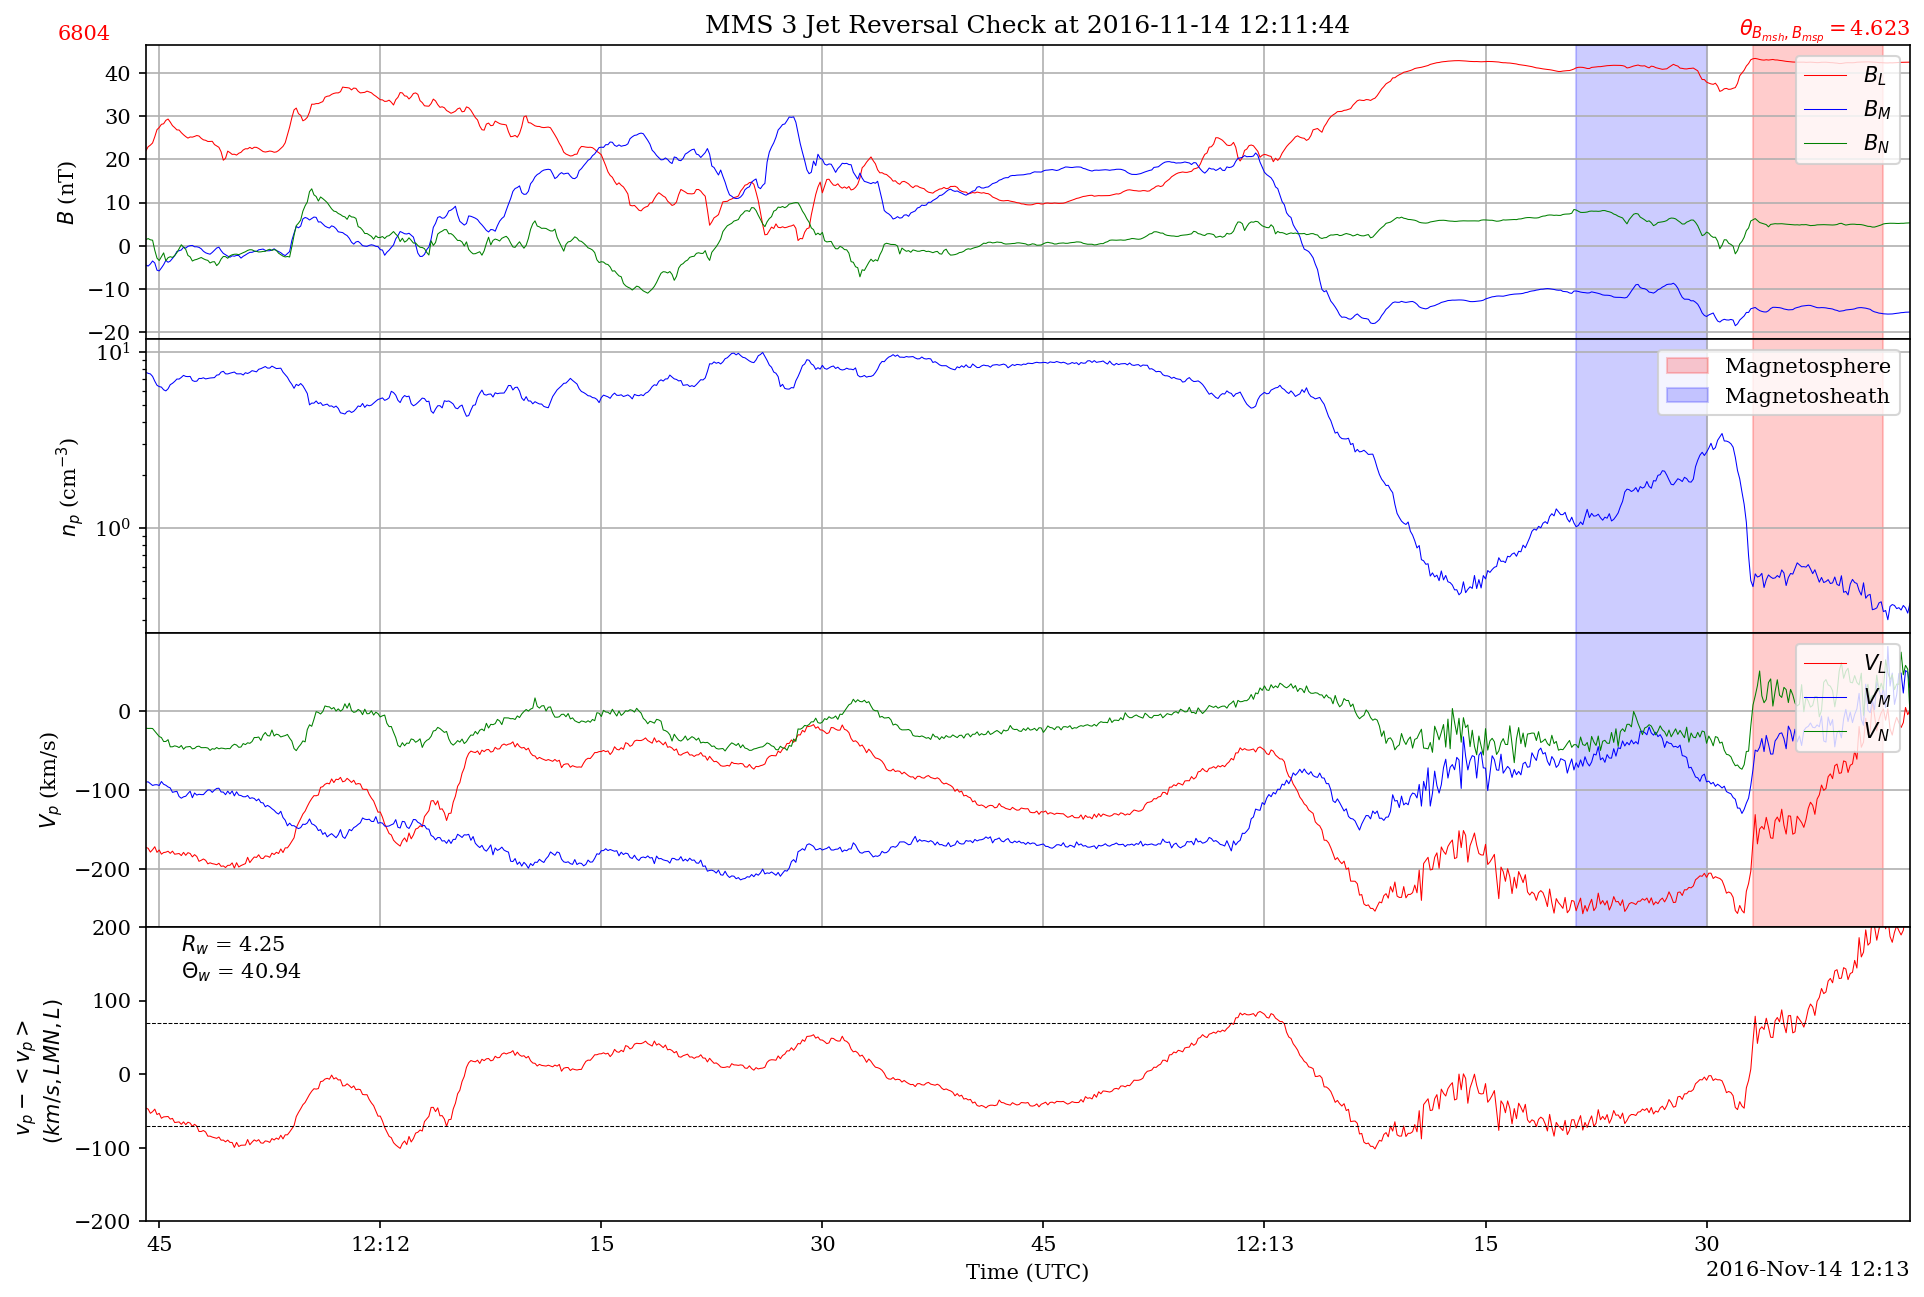 6804
MMS 3 Jet Reversal Check at 2016-11-14 12:11:44
θ_{B_{msh}, B_{msp}} = 4.623
B (nT)
40
30
20
10
0
−10
−20
B_L
B_M
B_N
n_p (cm^{−3})
10^1
10^0
Magnetosphere
Magnetosheath
V_p (km/s)
0
−100
−200
V_L
V_M
V_N
v_p − < v_p >
(km/s, LMN, L)
200
100
0
−100
−200
R_w = 4.25
Θ_w = 40.94
45
12:12
15
30
45
12:13
15
30
Time (UTC)
2016-Nov-14 12:13